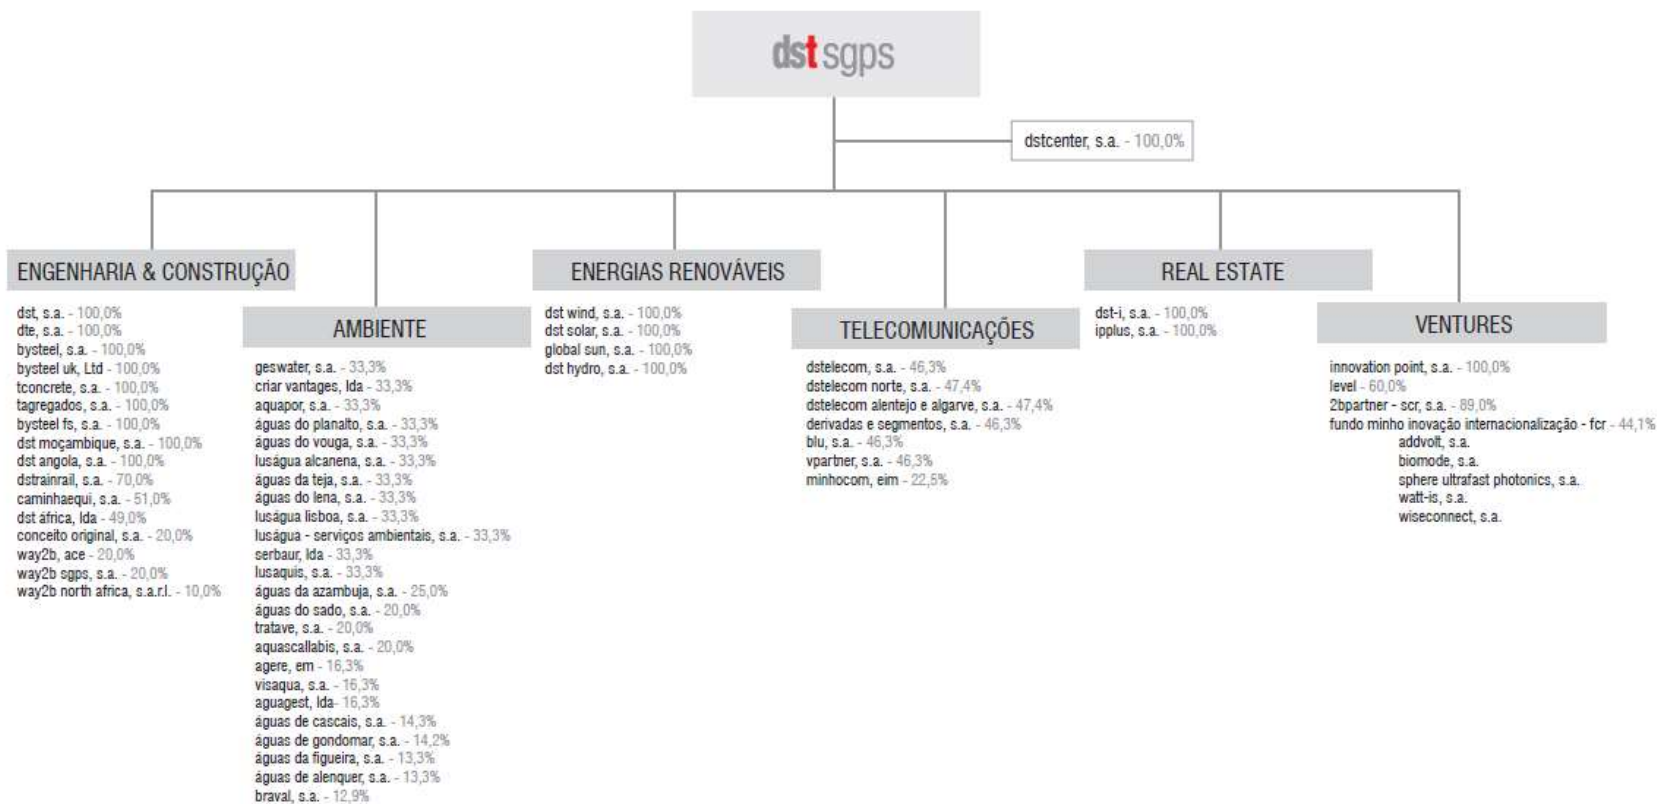 dst sgps
dstcenter, s.a. - 100,0%
ENGENHARIA & CONSTRUÇÃO
dst, s.a. - 100,0%
dte, s.a. - 100,0%
bysteel, s.a. - 100,0%
bysteel uk, Ltd - 100,0%
tconcrete, s.a. - 100,0%
tagregados, s.a. - 100,0%
bysteel fs, s.a. - 100,0%
dst moçambique, s.a. - 100,0%
dst angola, s.a. - 100,0%
dstrainrail, s.a. - 70,0%
caminhaequi, s.a. - 51,0%
dst áfrica, lda - 49,0%
conceito original, s.a. - 20,0%
way2b, ace - 20,0%
way2b sgps, s.a. - 20,0%
way2b north africa, s.a.r.l. - 10,0%
AMBIENTE
geswater, s.a. - 33,3%
criar vantages, lda - 33,3%
aquapor, s.a. - 33,3%
águas do planalto, s.a. - 33,3%
águas do vouga, s.a. - 33,3%
luságua alcanena, s.a. - 33,3%
águas da teja, s.a. - 33,3%
águas do lena, s.a. - 33,3%
luságua lisboa, s.a. - 33,3%
luságua - serviços ambientais, s.a. - 33,3%
serbaur, lda - 33,3%
lusaquis, s.a. - 33,3%
águas da azambuja, s.a. - 25,0%
águas do sado, s.a. - 20,0%
tratave, s.a. - 20,0%
aquascallabis, s.a. - 20,0%
agere, em - 16,3%
visaqua, s.a. - 16,3%
aguagest, lda- 16,3%
águas de cascais, s.a. - 14,3%
águas de gondomar, s.a. - 14,2%
águas da figueira, s.a. - 13,3%
águas de alenquer, s.a. - 13,3%
braval, s.a. - 12,9%
ENERGIAS RENOVÁVEIS
dst wind, s.a. - 100,0%
dst solar, s.a. - 100,0%
global sun, s.a. - 100,0%
dst hydro, s.a. - 100,0%
TELECOMUNICAÇÕES
dstelecom, s.a. - 46,3%
dstelecom norte, s.a. - 47,4%
dstelecom alentejo e algarve, s.a. - 47,4%
derivadas e segmentos, s.a. - 46,3%
blu, s.a. - 46,3%
vpartner, s.a. - 46,3%
minhocom, eim - 22,5%
REAL ESTATE
dst-i, s.a. - 100,0%
ipplus, s.a. - 100,0%
VENTURES
innovation point, s.a. - 100,0%
level - 60,0%
2bpartner - scr, s.a. - 89,0%
fundo minho inovação internacionalização - fcr - 44,1%
addvolt, s.a.
biomode, s.a.
sphere ultrafast photonics, s.a.
watt-is, s.a.
wiseconnect, s.a.